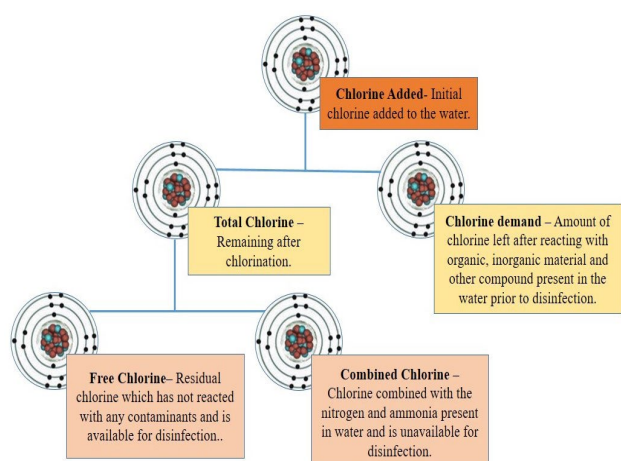 Chlorine Added- Initial
chlorine added to the water.
Total Chlorine –
Remaining after
chlorination.
Chlorine demand – Amount of
chlorine left after reacting with
organic, inorganic material and
other compound present in the
water prior to disinfection.
Free Chlorine– Residual
chlorine which has not reacted
with any contaminants and is
available for disinfection..
Combined Chlorine –
Chlorine combined with the
nitrogen and ammonia present
in water and is unavailable for
disinfection.